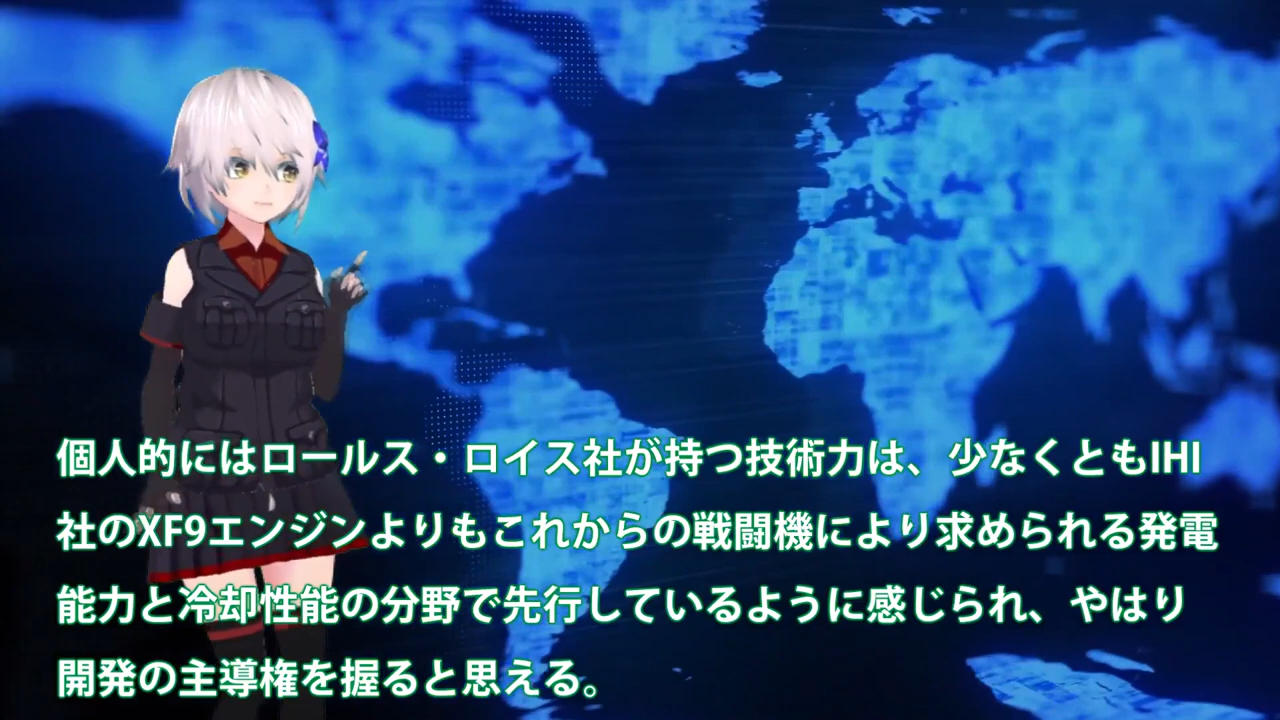 個人的にはロールス・ロイス社が持つ技術力は、少なくともIHI
社のXF9エンジンよりもこれからの戦闘機により求められる発電
能力と冷却性能の分野で先行しているように感じられ、やはり
開発の主導権を握ると思える。